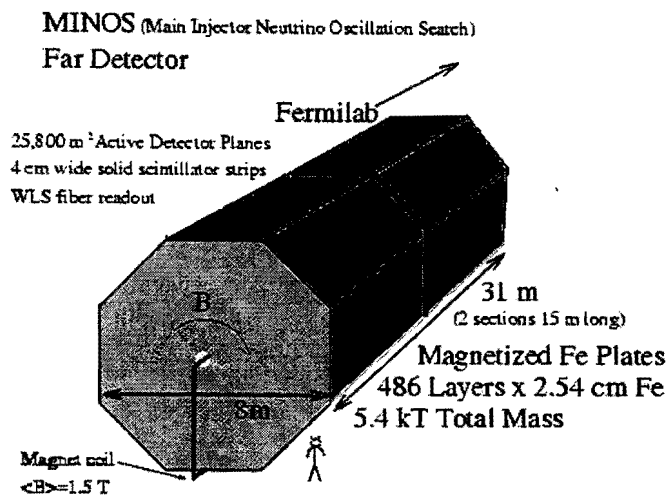 MINOS (Main Injector Neutrino Oscillation Search)
Far Detector
Fermilab
25,800 m² Active Detector Planes
4 cm wide solid scintillator strips
WLS fiber readout
B
8m
31 m
(2 sections 15 m long)
Magnetized Fe Plates
486 Layers x 2.54 cm Fe
5.4 kT Total Mass
Magnet coil
<B>=1.5 T